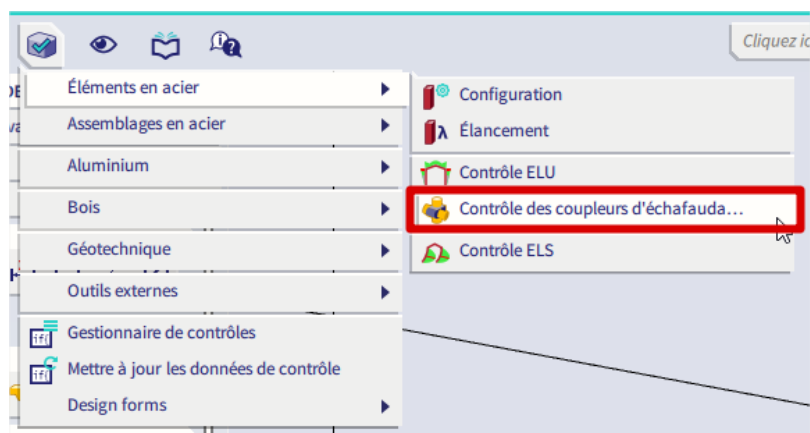 Cliquez ic
Éléments en acier
Assemblages en acier
Aluminium
Bois
Géotechnique
Outils externes
Gestionnaire de contrôles
Mettre à jour les données de contrôle
Design forms
Configuration
λ Élancement
Contrôle ELU
Contrôle des coupleurs d'échafauda...
Contrôle ELS